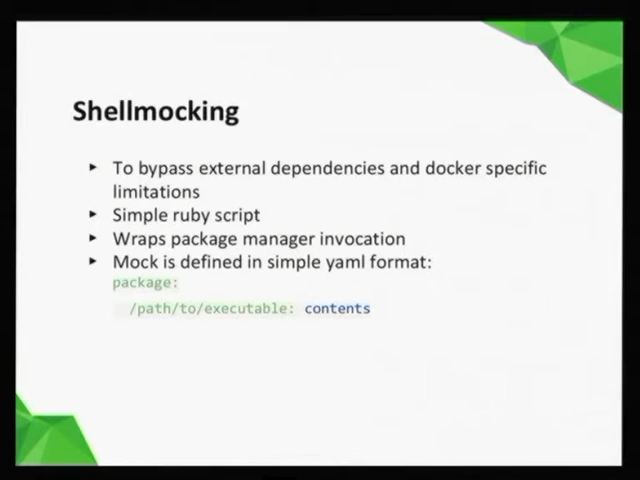 Shellmocking
▸ To bypass external dependencies and docker specific
limitations
▸ Simple ruby script
▸ Wraps package manager invocation
▸ Mock is defined in simple yaml format:
package:
/path/to/executable: contents